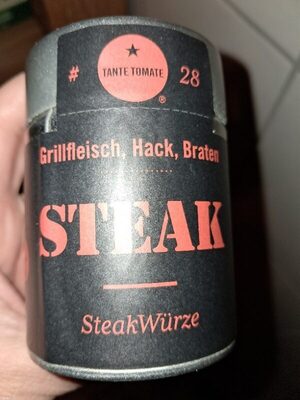 # TANTE TOMATE 28
®
Grillfleisch, Hack, Braten
STEAK
SteakWürze